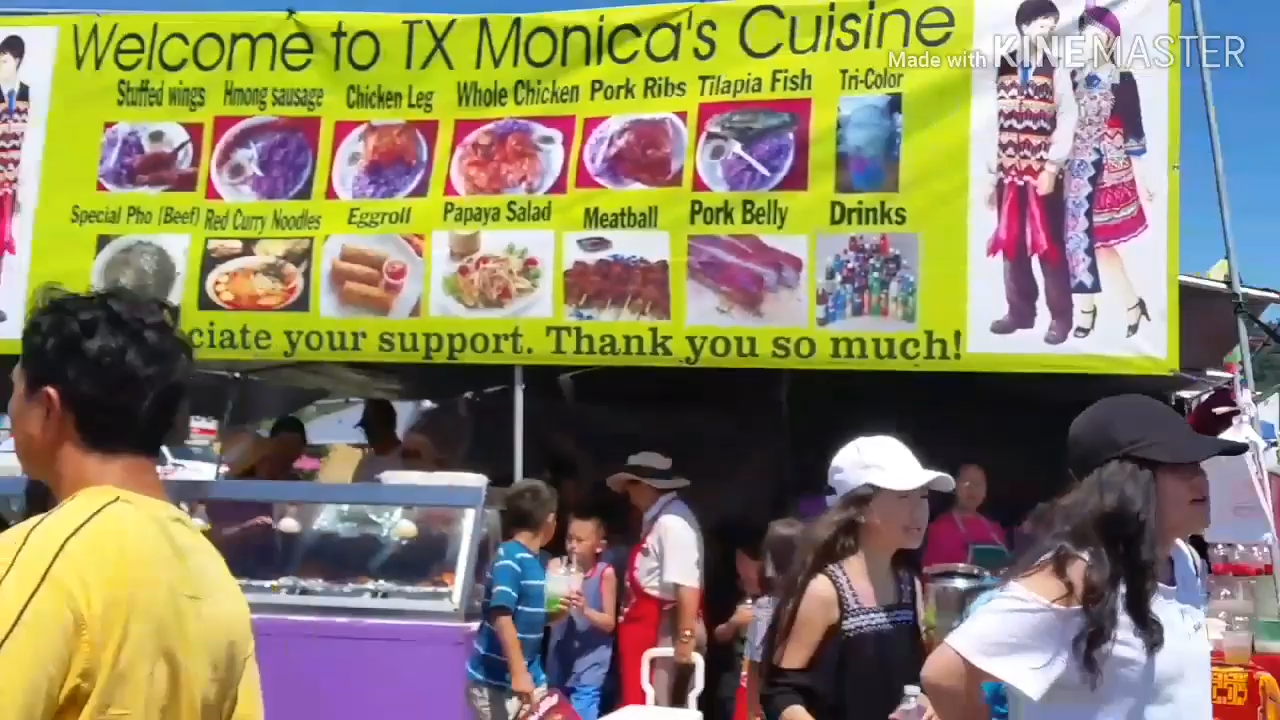 Welcome to TX Monica's Cuisine
Made with KINEMASTER
Stuffed wings Hmong sausage Chicken Leg Whole Chicken Pork Ribs Tilapia Fish Tri-Color
Special Pho (Beef) Red Curry Noodles Eggroll Papaya Salad Meatball Pork Belly Drinks
ciate your support. Thank you so much!